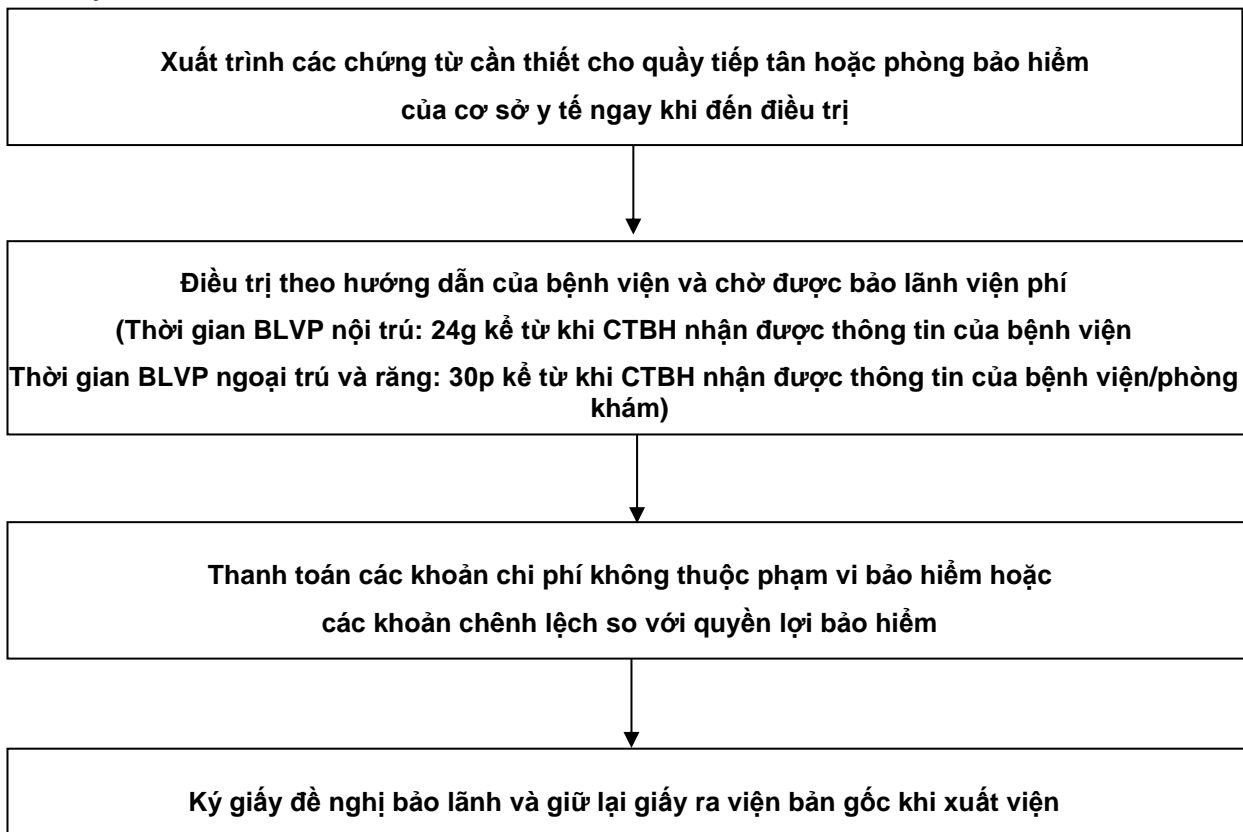 Xuất trình các chứng từ cần thiết cho quầy tiếp tân hoặc phòng bảo hiểm
của cơ sở y tế ngay khi đến điều trị
Điều trị theo hướng dẫn của bệnh viện và chờ được bảo lãnh viện phí
(Thời gian BLVP nội trú: 24g kể từ khi CTBH nhận được thông tin của bệnh viện
Thời gian BLVP ngoại trú và răng: 30p kể từ khi CTBH nhận được thông tin của bệnh viện/phòng
khám)
Thanh toán các khoản chi phí không thuộc phạm vi bảo hiểm hoặc
các khoản chênh lệch so với quyền lợi bảo hiểm
Ký giấy đề nghị bảo lãnh và giữ lại giấy ra viện bản gốc khi xuất viện